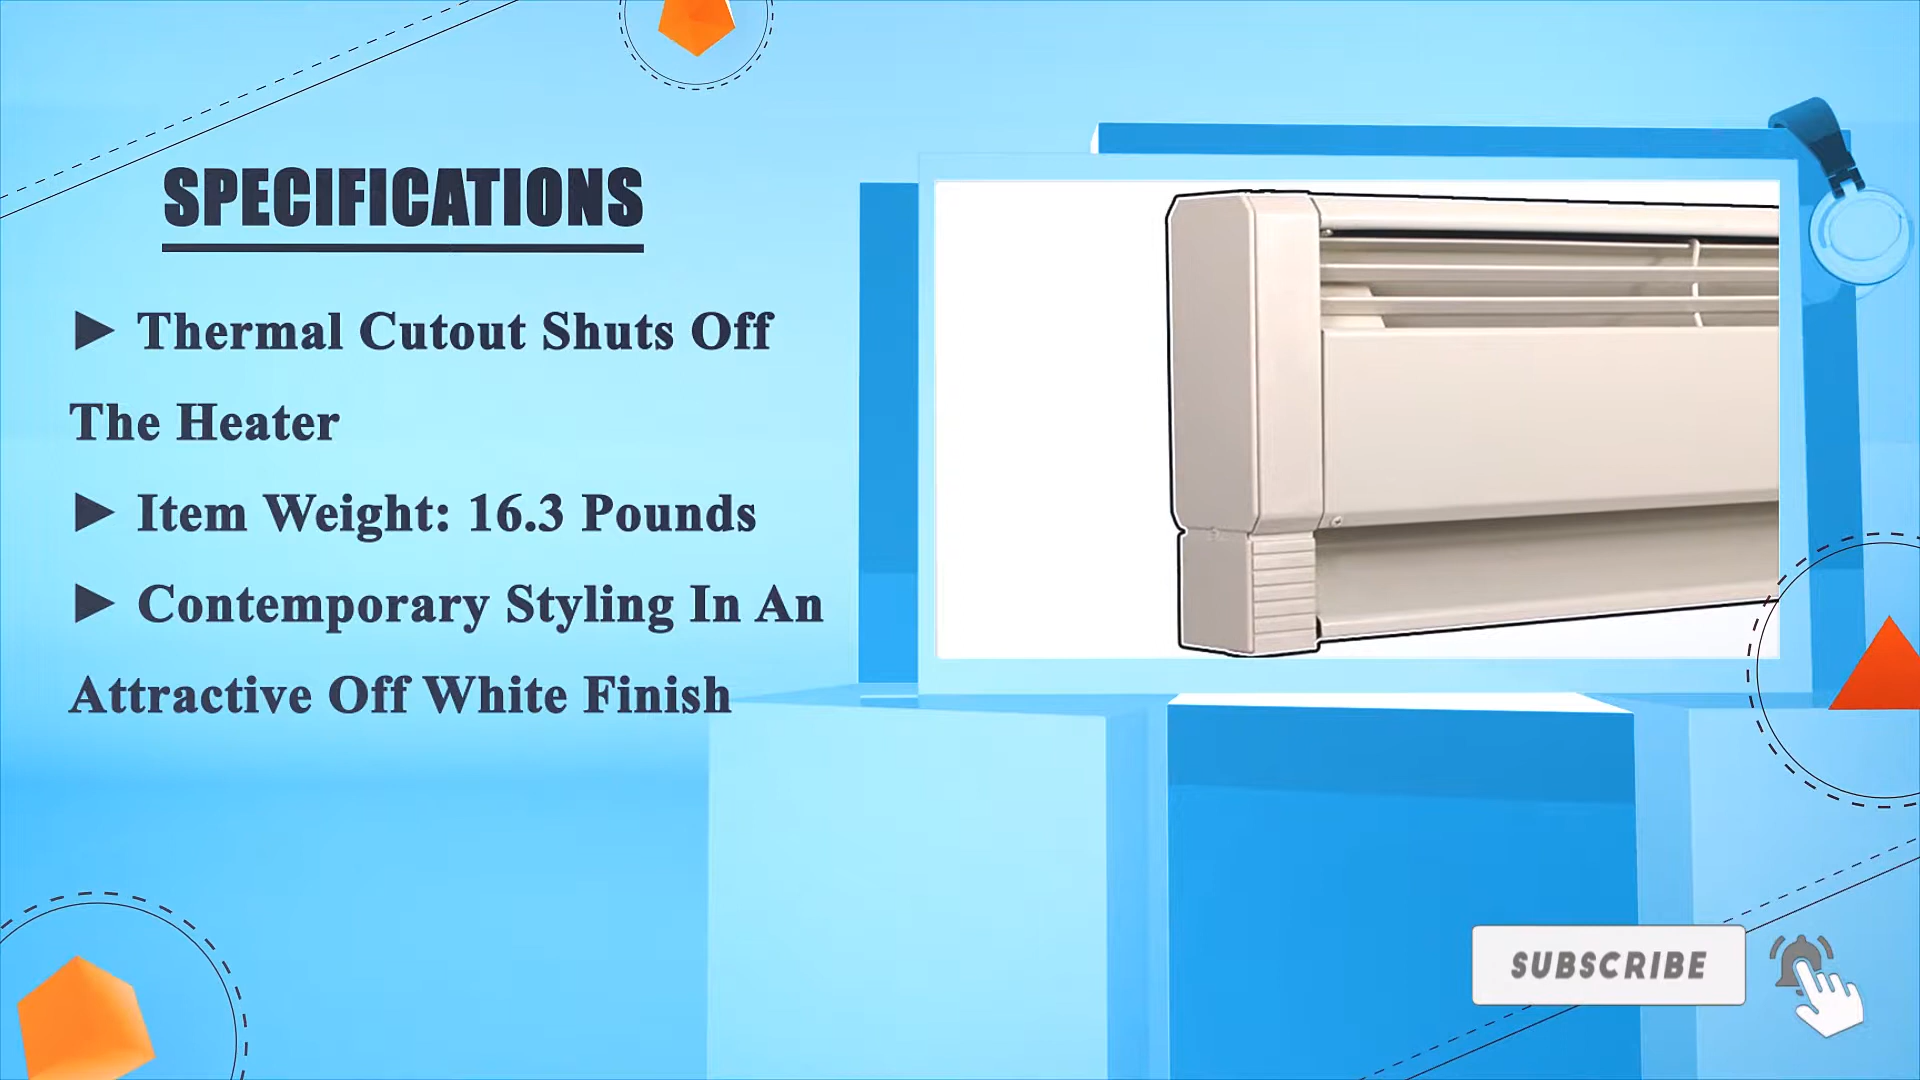 SPECIFICATIONS
► Thermal Cutout Shuts Off
The Heater
► Item Weight: 16.3 Pounds
► Contemporary Styling In An
Attractive Off White Finish
SUBSCRIBE